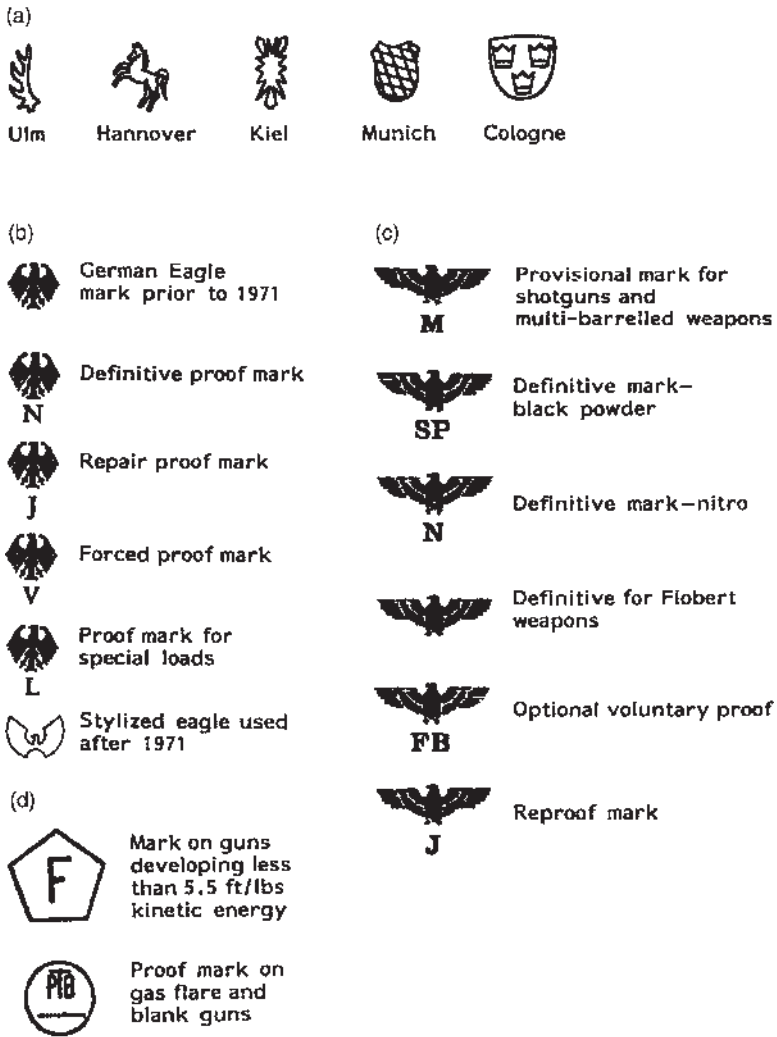 (a)
Ulm Hannover Kiel Munich Cologne
(b)
German Eagle
mark prior to 1971
Definitive proof mark
N
Repair proof mark
J
Forced proof mark
V
Proof mark for
special loads
L
Stylized eagle used
after 1971
(c)
Provisional mark for
shotguns and
multi-barrelled weapons
M
Definitive mark—
black powder
SP
Definitive mark—nitro
N
Definitive for Flobert
weapons
Optional voluntary proof
FB
Reproof mark
J
(d)
F
Mark on guns
developing less
than 5.5 ft/lbs
kinetic energy
PTB
Proof mark on
gas flare and
blank guns